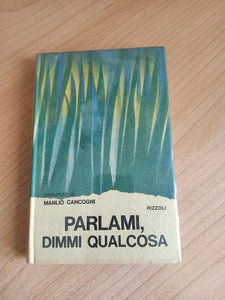 romanzo di
MANLIO CANCOGNI
RIZZOLI
PARLAMI,
DIMMI QUALCOSA